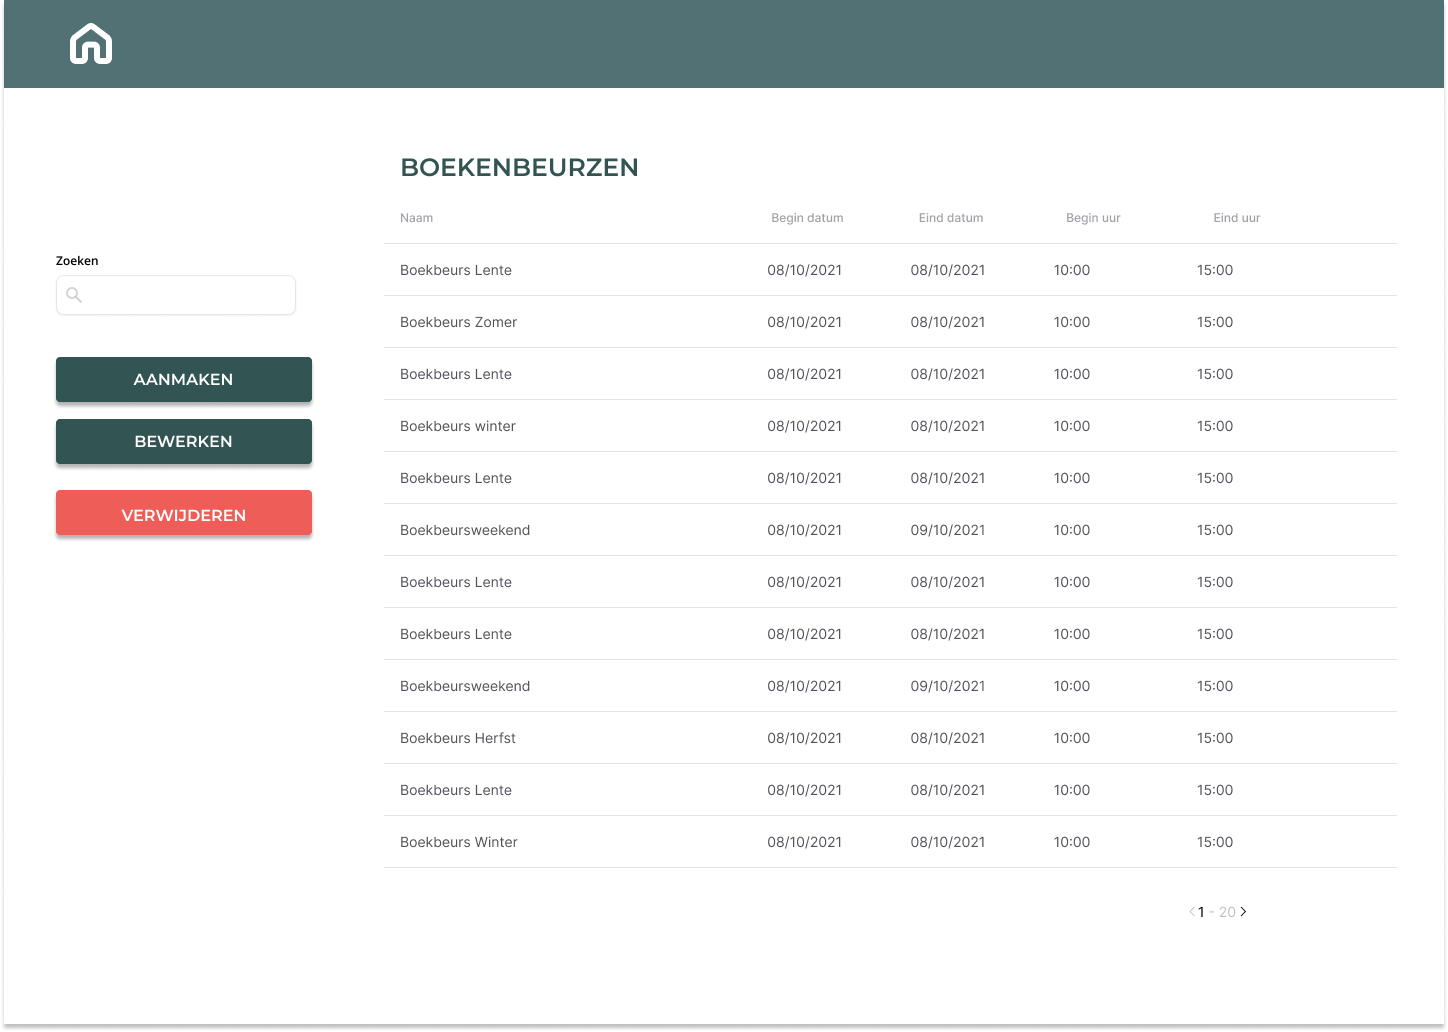 BOEKENBEURZEN
Naam Begin datum Eind datum Begin uur Eind uur
Zoeken
AANMAKEN
BEWERKEN
VERWIJDEREN
Boekbeurs Lente 08/10/2021 08/10/2021 10:00 15:00
Boekbeurs Zomer 08/10/2021 08/10/2021 10:00 15:00
Boekbeurs Lente 08/10/2021 08/10/2021 10:00 15:00
Boekbeurs winter 08/10/2021 08/10/2021 10:00 15:00
Boekbeurs Lente 08/10/2021 08/10/2021 10:00 15:00
Boekbeursweekend 08/10/2021 09/10/2021 10:00 15:00
Boekbeurs Lente 08/10/2021 08/10/2021 10:00 15:00
Boekbeurs Lente 08/10/2021 08/10/2021 10:00 15:00
Boekbeursweekend 08/10/2021 09/10/2021 10:00 15:00
Boekbeurs Herfst 08/10/2021 08/10/2021 10:00 15:00
Boekbeurs Lente 08/10/2021 08/10/2021 10:00 15:00
Boekbeurs Winter 08/10/2021 08/10/2021 10:00 15:00
1 - 20